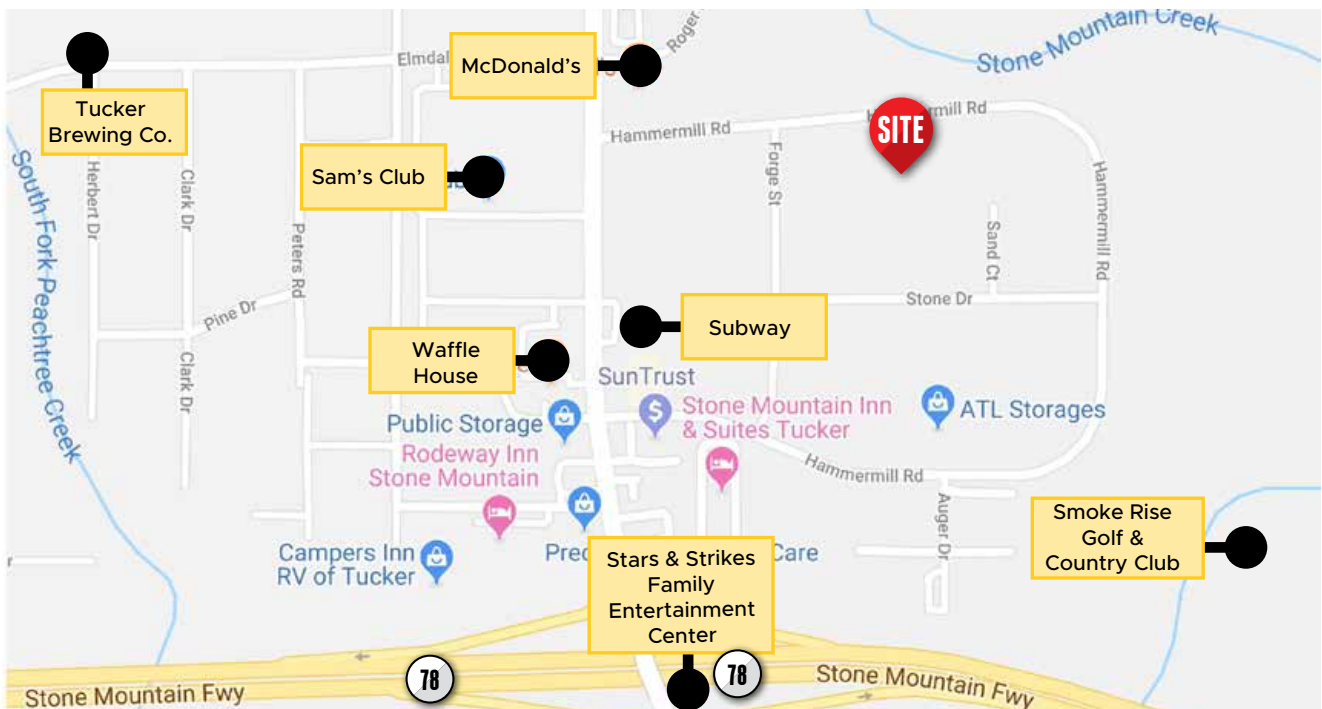 Stone Mountain Creek
Elmdal
McDonald's
Roger
Tucker
Brewing Co.
Hammermill Rd
SITE
Sam's Club
Herbert Dr
Clark Dr
Peters Rd
Forge St
Hammermill Rd
South Fork Peachtree Creek
Sand Ct
Pine Dr
Stone Dr
Subway
Waffle
House
Clark Dr
SunTrust
$
Public Storage
Stone Mountain Inn
& Suites Tucker
ATL Storages
Rodeway Inn
Stone Mountain
Hammermill Rd
Auger Dr
Smoke Rise
Golf &
Country Club
Campers Inn
RV of Tucker
Prec
Care
Stars & Strikes
Family
Entertainment
Center
78
78
Stone Mountain Fwy
Stone Mountain Fwy